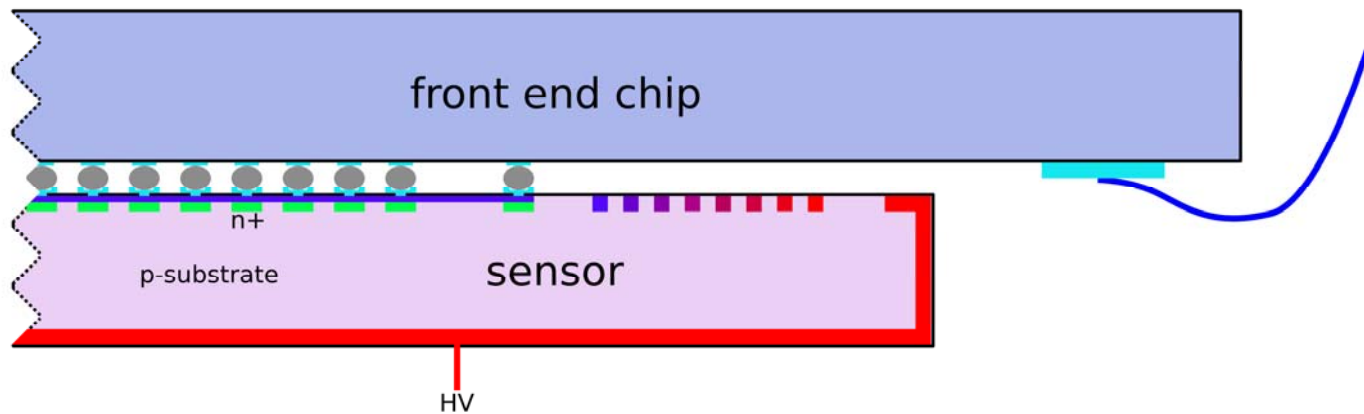 front end chip
n+
p-substrate
sensor
HV